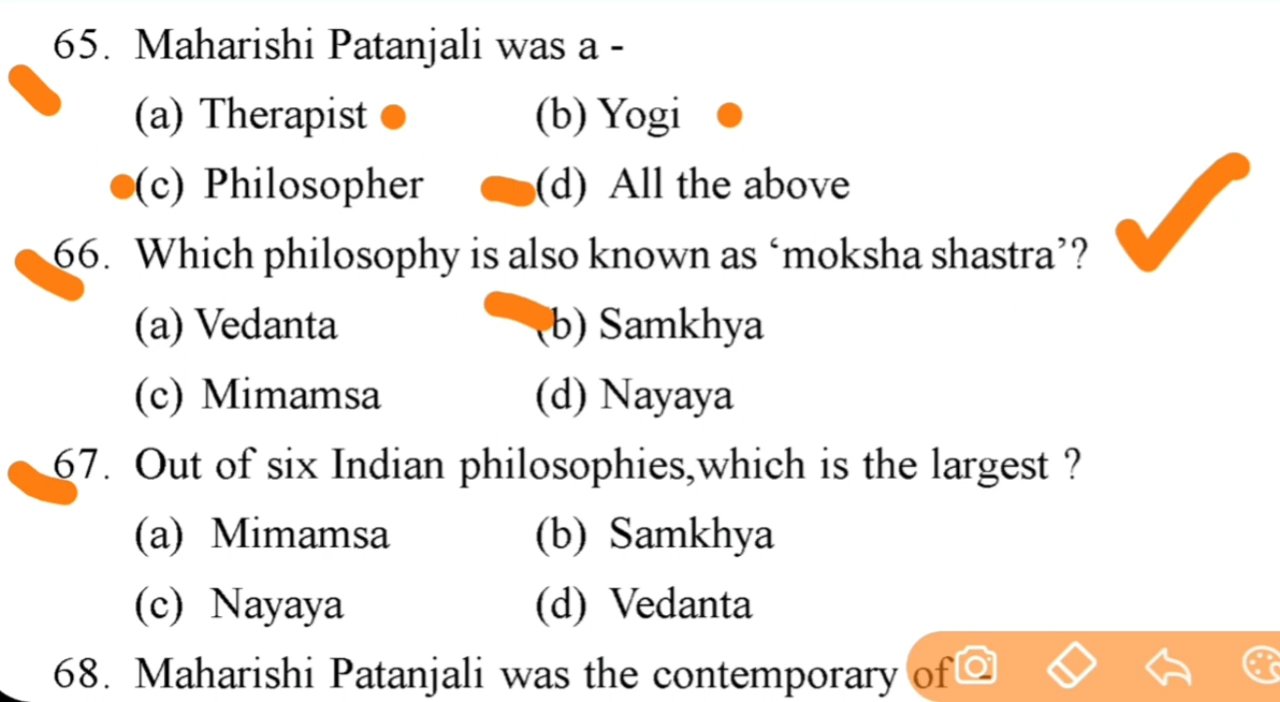 65. Maharishi Patanjali was a -
(a) Therapist (b) Yogi
(c) Philosopher (d) All the above
66. Which philosophy is also known as ‘moksha shastra’?
(a) Vedanta (b) Samkhya
(c) Mimamsa (d) Nayaya
67. Out of six Indian philosophies,which is the largest ?
(a) Mimamsa (b) Samkhya
(c) Nayaya (d) Vedanta
68. Maharishi Patanjali was the contemporary of -